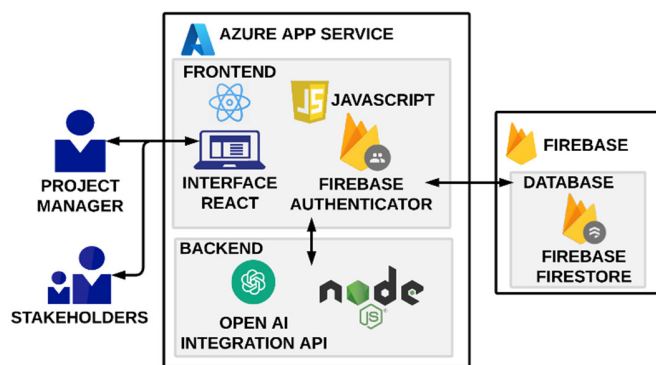 AZURE APP SERVICE
FRONTEND
JS
JAVASCRIPT
INTERFACE
REACT
FIREBASE
AUTHENTICATOR
PROJECT
MANAGER
STAKEHOLDERS
BACKEND
OPEN AI
INTEGRATION API
node
JS
FIREBASE
DATABASE
FIREBASE
FIRESTORE